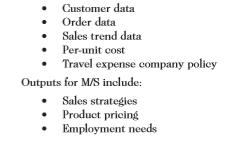 • Customer data
• Order data
• Sales trend data
• Per-unit cost
• Travel expense company policy
Outputs for M/S include:
• Sales strategies
• Product pricing
• Employment needs